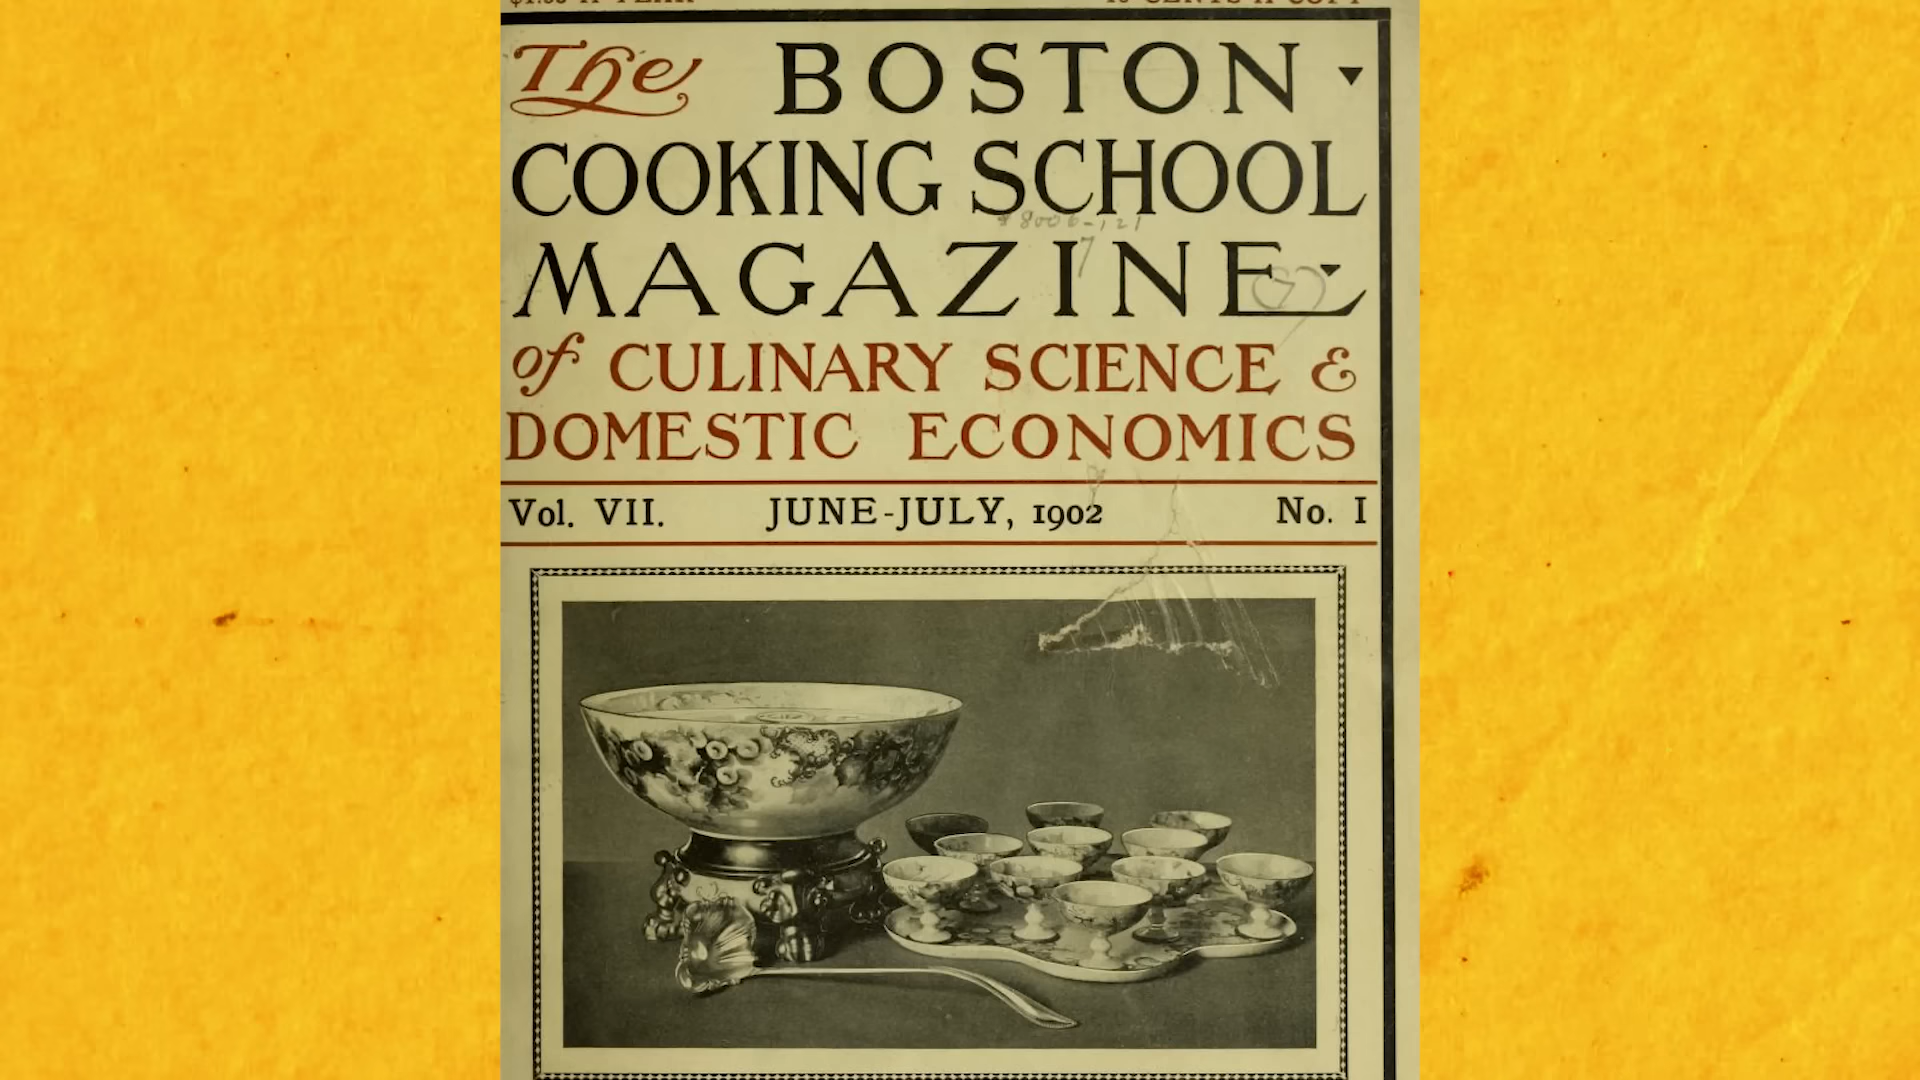 The BOSTON
COOKING SCHOOL
MAGAZINE
of CULINARY SCIENCE &
DOMESTIC ECONOMICS
Vol. VII. JUNE-JULY, 1902 No. I